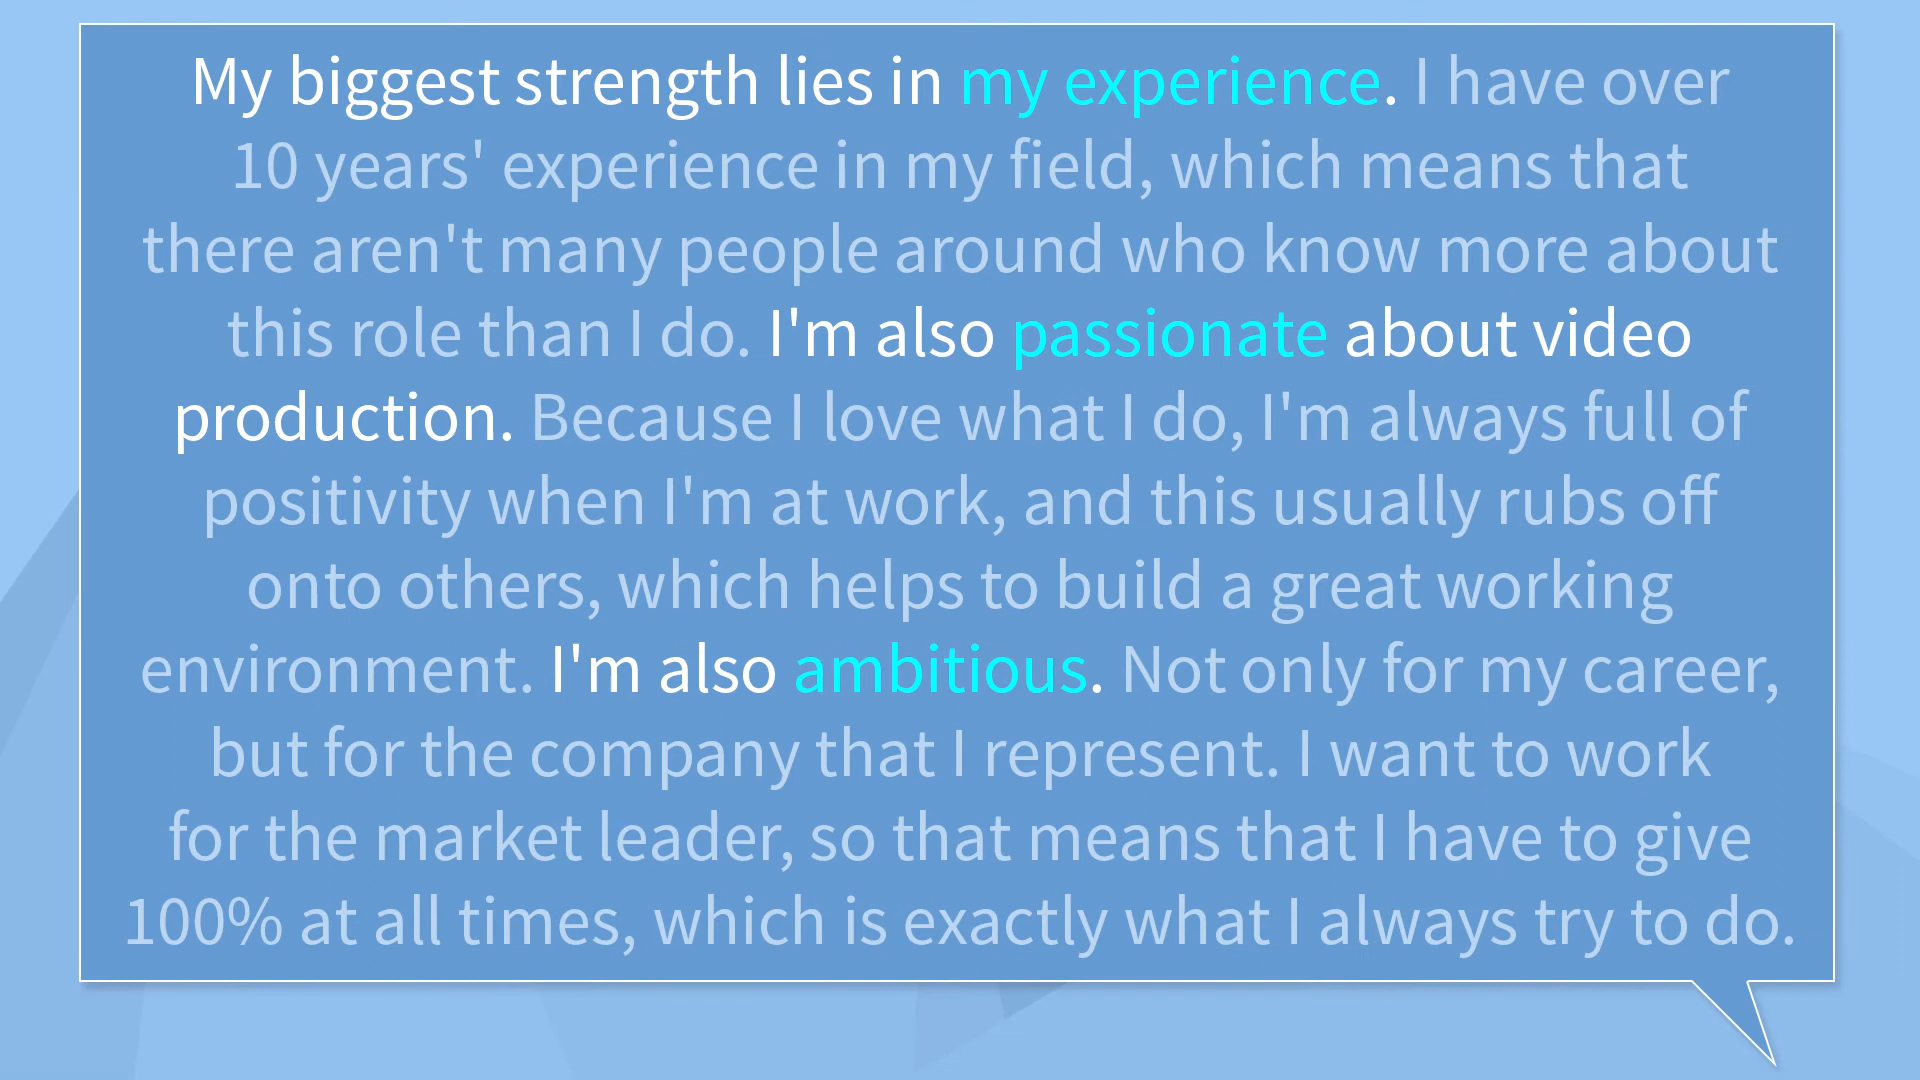 My biggest strength lies in my experience. I have over
10 years' experience in my field, which means that
there aren't many people around who know more about
this role than I do. I'm also passionate about video
production. Because I love what I do, I'm always full of
positivity when I'm at work, and this usually rubs off
onto others, which helps to build a great working
environment. I'm also ambitious. Not only for my career,
but for the company that I represent. I want to work
for the market leader, so that means that I have to give
100% at all times, which is exactly what I always try to do.